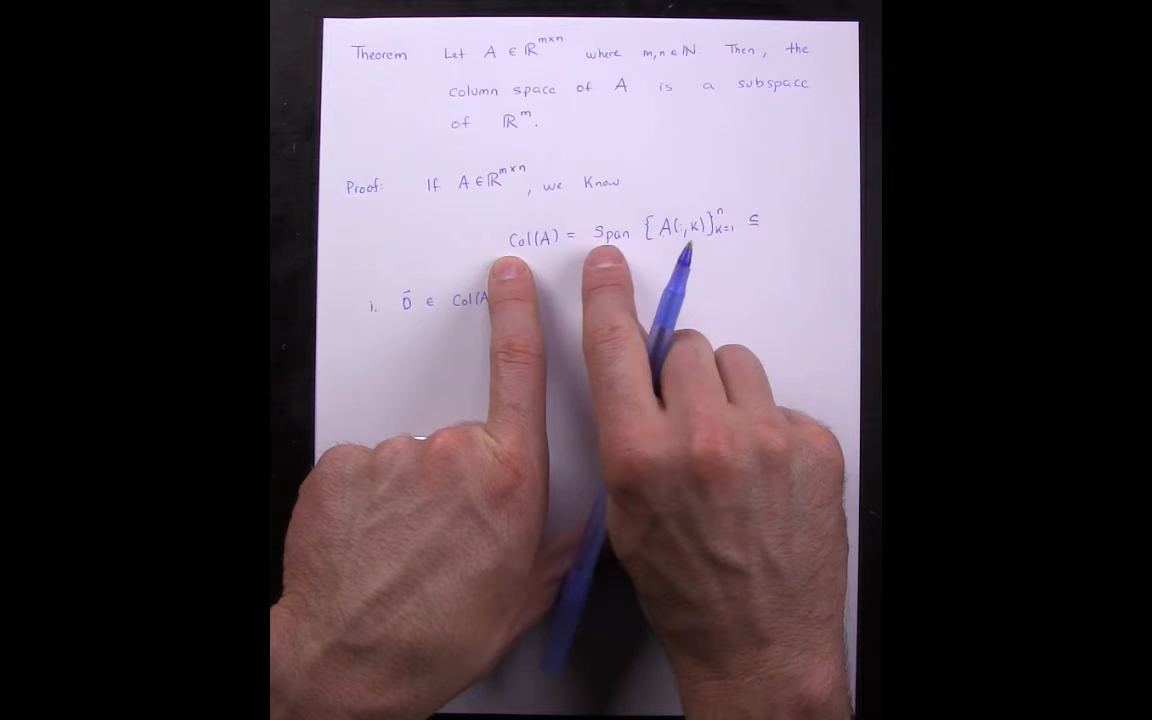 Theorem Let A ∈ ℝ^{m×n} where m,n ∈ ℕ. Then, the
column space of A is a subspace
of ℝ^m.
Proof: If A ∈ ℝ^{m×n}, we know
Col(A) = Span {A(:,k)}_{k=1}^{n} ⊆
i. 0⃗ ∈ Col(A